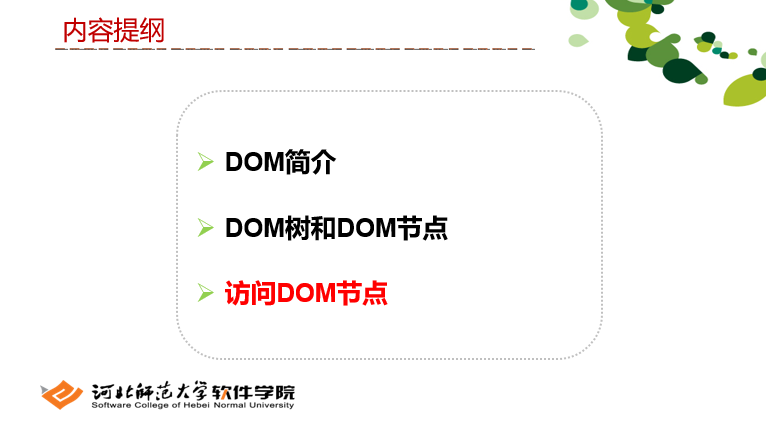 内容提纲
DOM简介
DOM树和DOM节点
访问DOM节点
河北师范大学软件学院
Software College of Hebei Normal University